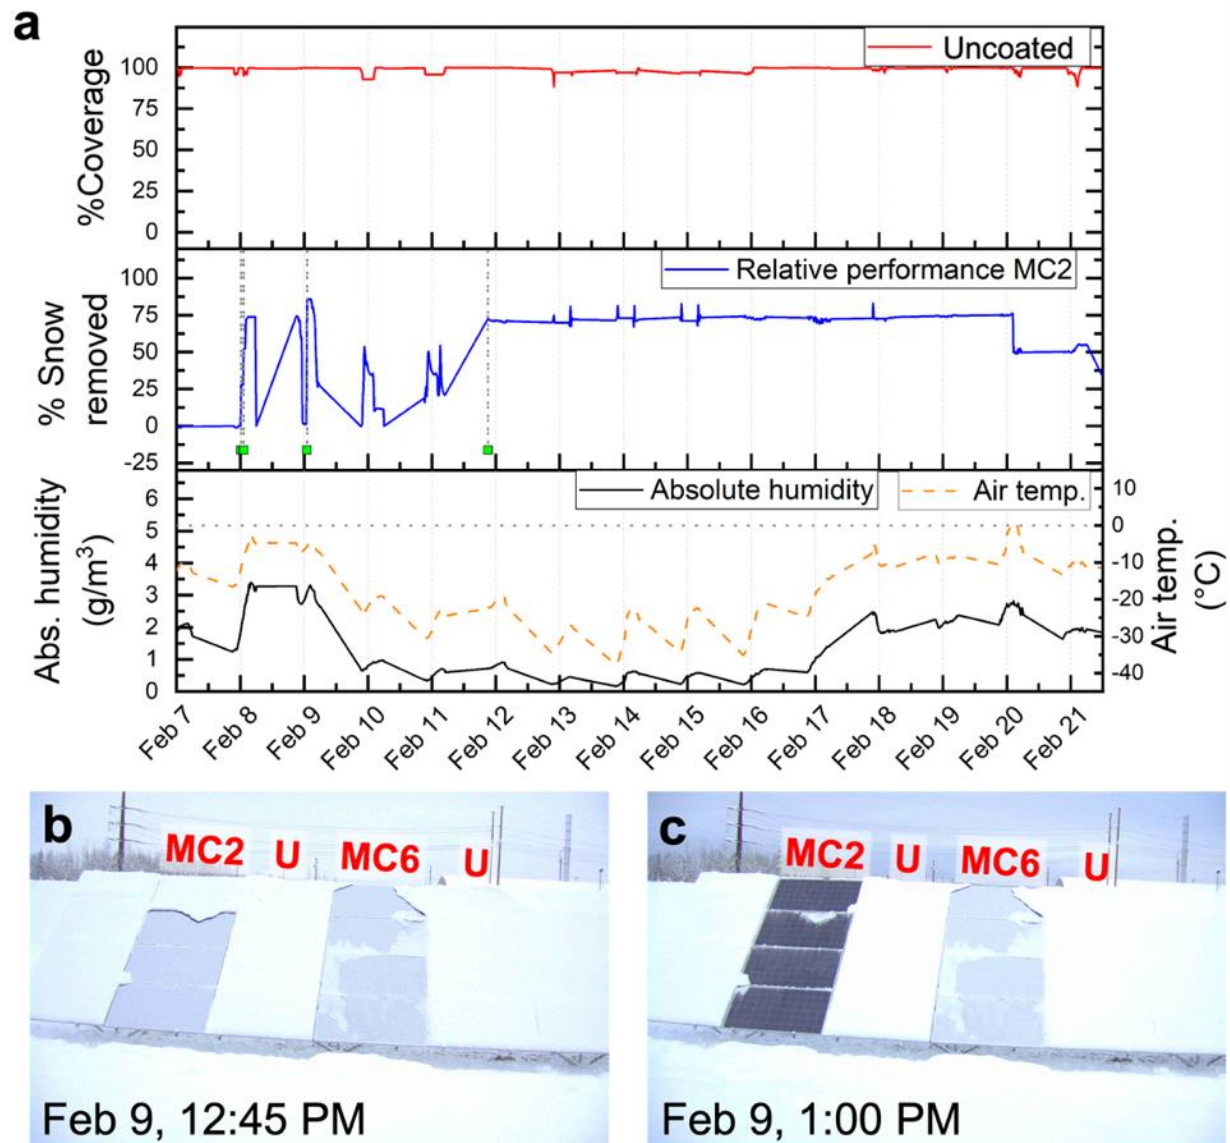 a
Uncoated
%Coverage
100
75
50
25
0
Relative performance MC2
% Snow
removed
100
75
50
25
0
-25
Absolute humidity
Air temp.
Abs. humidity
(g/m³)
6
5
4
3
2
1
0
10
0
-10
-20
-30
-40
Air temp.
(°C)
Feb 7
Feb 8
Feb 9
Feb 10
Feb 11
Feb 12
Feb 13
Feb 14
Feb 15
Feb 16
Feb 17
Feb 18
Feb 19
Feb 20
Feb 21
b
MC2 U MC6 U
Feb 9, 12:45 PM
c
MC2 U MC6 U
Feb 9, 1:00 PM